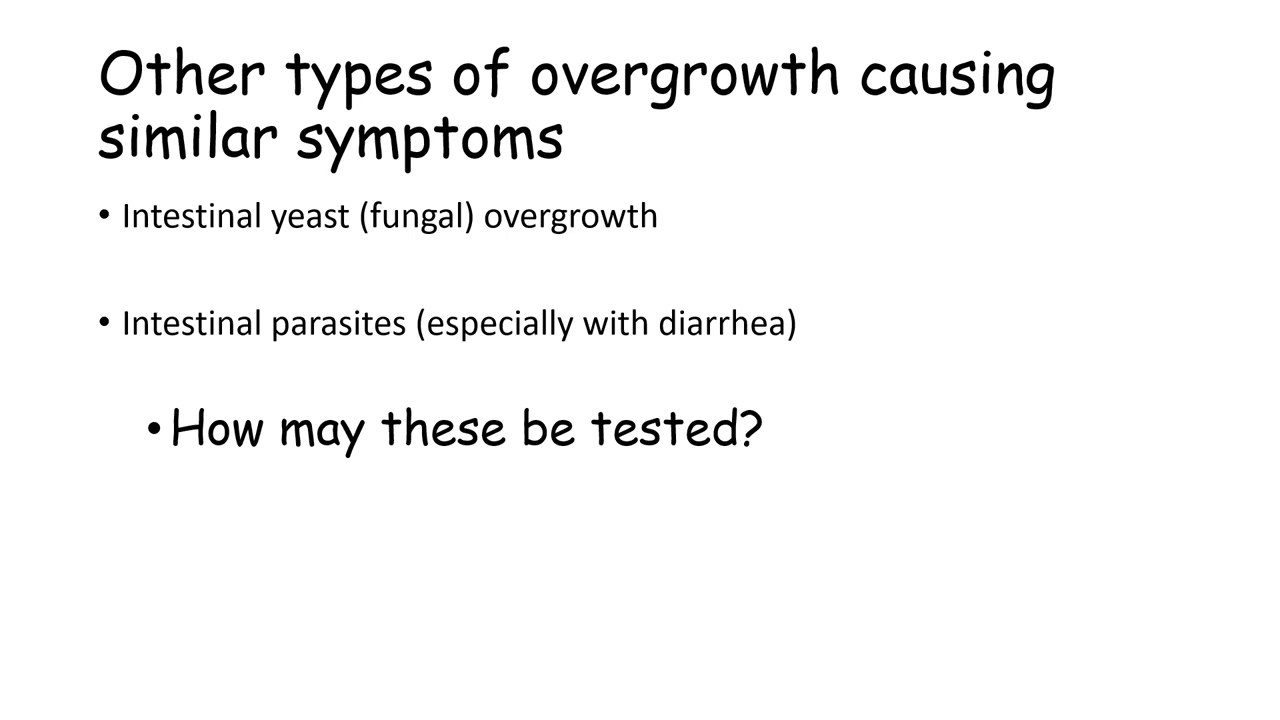 Other types of overgrowth causing
similar symptoms
• Intestinal yeast (fungal) overgrowth
• Intestinal parasites (especially with diarrhea)
• How may these be tested?